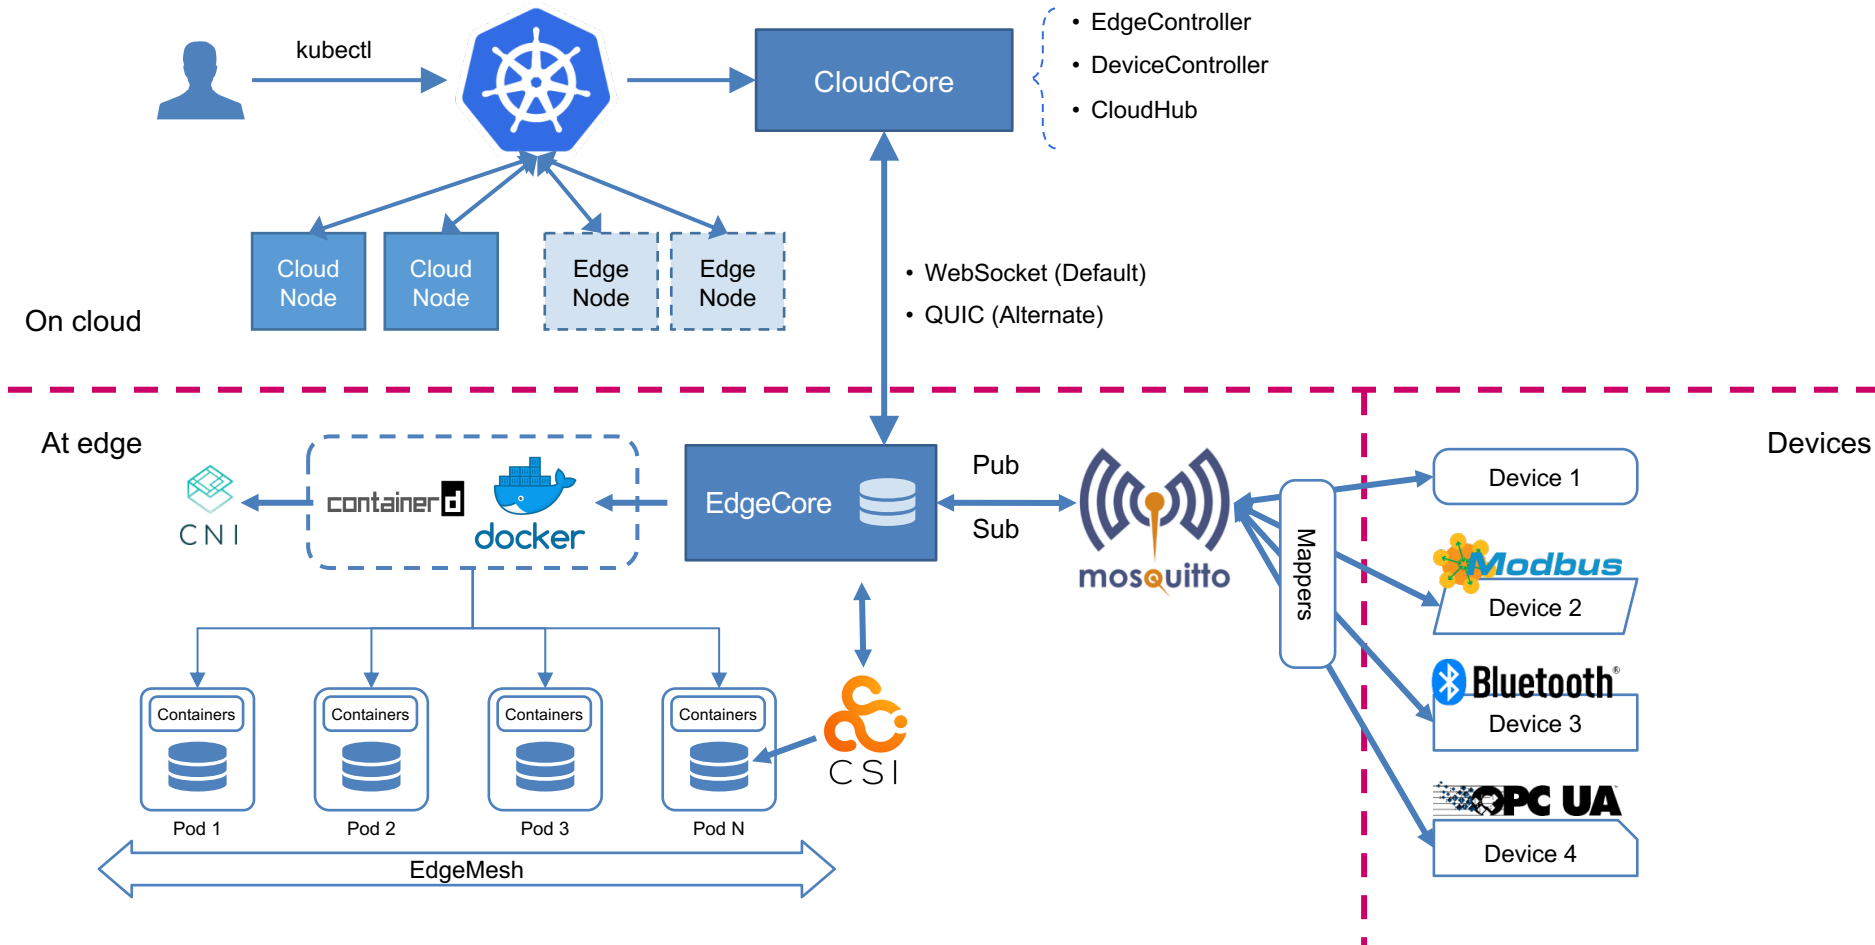 kubectl
CloudCore
• EdgeController
• DeviceController
• CloudHub
Cloud
Node
Cloud
Node
Edge
Node
Edge
Node
• WebSocket (Default)
• QUIC (Alternate)
On cloud
At edge
Devices
CNI
containerd
docker
EdgeCore
Pub
Sub
mosquitto
Mappers
Device 1
Modbus
Device 2
Bluetooth®
Device 3
OPC UA
Device 4
Containers
Containers
Containers
Containers
CSI
Pod 1
Pod 2
Pod 3
Pod N
EdgeMesh